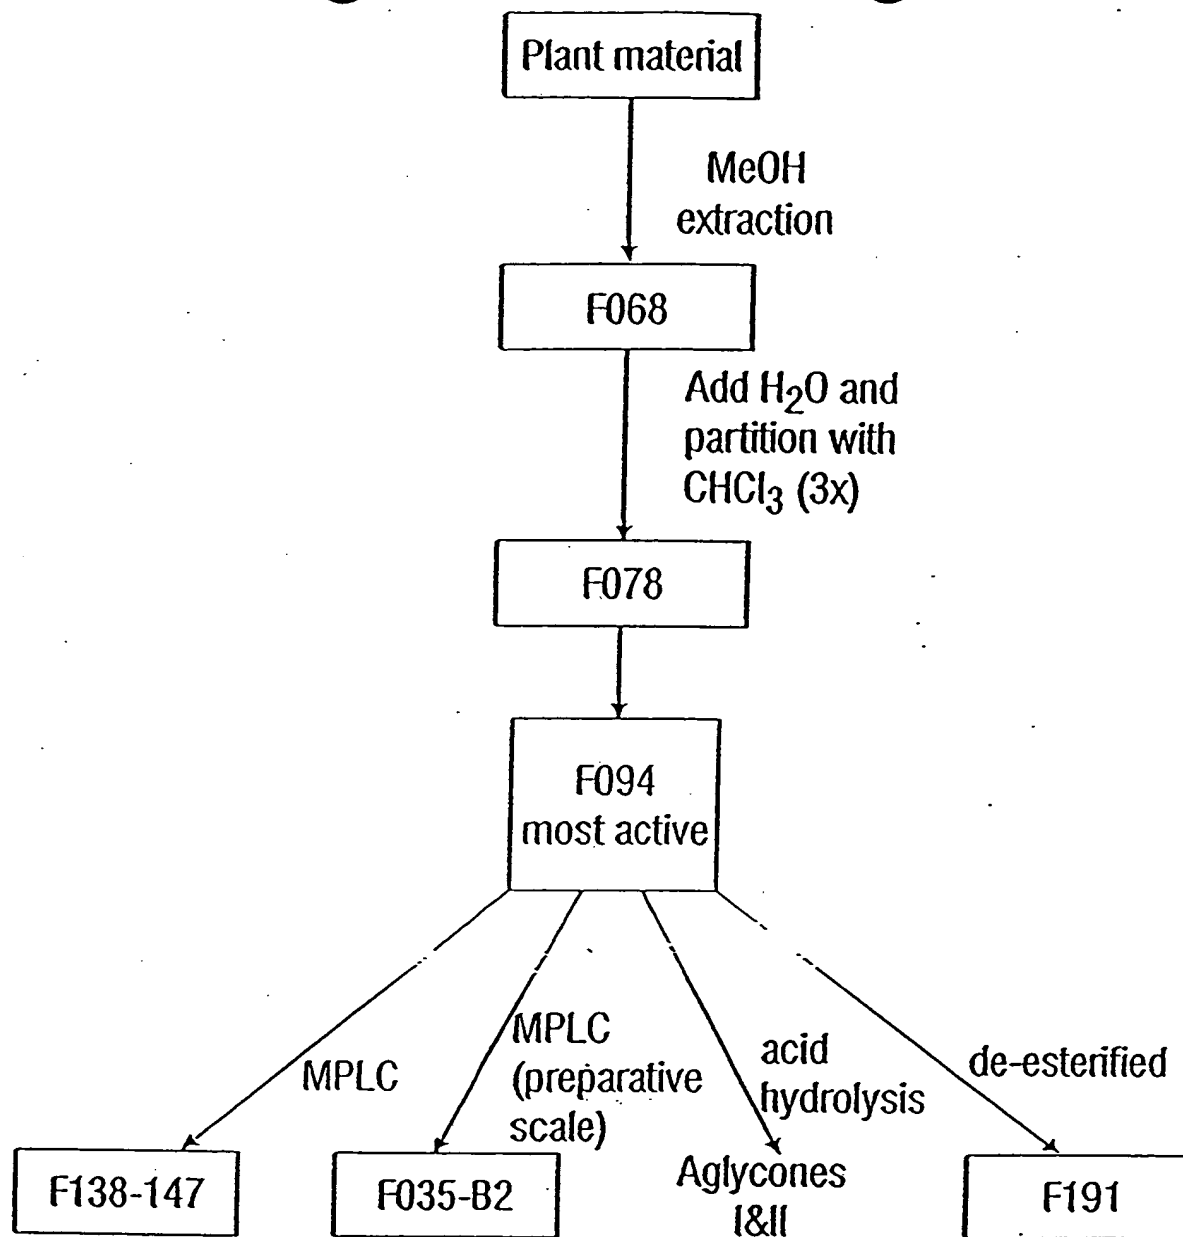 Plant material
MeOH
extraction
F068
Add H₂O and
partition with
CHCl₃ (3x)
F078
F094
most active
MPLC
MPLC
(preparative
scale)
acid
hydrolysis
de-esterified
F138-147
F035-B2
Aglycones
I&II
F191